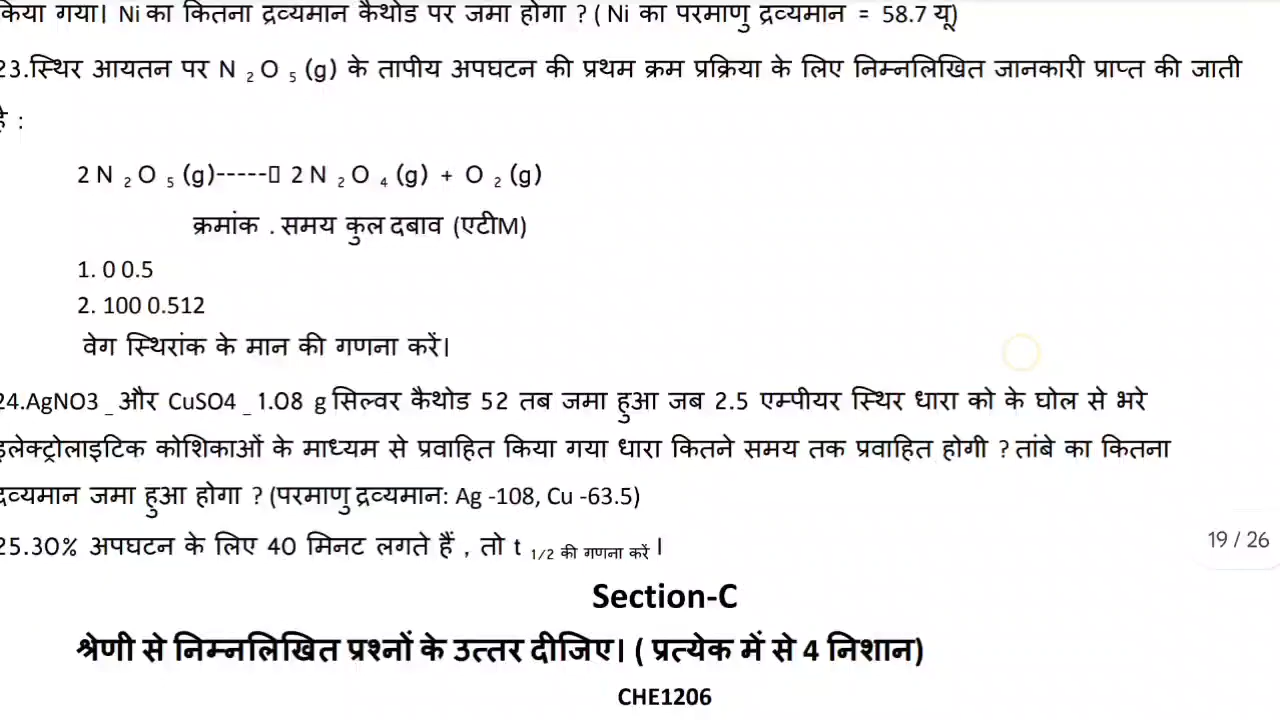 किया गया। Ni का कितना द्रव्यमान कैथोड पर जमा होगा ? ( Ni का परमाणु द्रव्यमान = 58.7 यू)
23.स्थिर आयतन पर N 2 O 5 (g) के तापीय अपघटन की प्रथम क्रम प्रक्रिया के लिए निम्नलिखित जानकारी प्राप्त की जाती
है :
2 N 2 O 5 (g)-----▯ 2 N 2 O 4 (g) + O 2 (g)
क्रमांक . समय कुल दबाव (एटीM)
1. 0 0.5
2. 100 0.512
वेग स्थिरांक के मान की गणना करें।
24.AgNO3 _ और CuSO4 _ 1.08 g सिल्वर कैथोड 52 तब जमा हुआ जब 2.5 एम्पीयर स्थिर धारा को के घोल से भरे
इलेक्ट्रोलाइटिक कोशिकाओं के माध्यम से प्रवाहित किया गया धारा कितने समय तक प्रवाहित होगी ? तांबे का कितना
द्रव्यमान जमा हुआ होगा ? (परमाणु द्रव्यमान: Ag -108, Cu -63.5)
25.30% अपघटन के लिए 40 मिनट लगते हैं , तो t 1/2 की गणना करें ।
19 / 26
Section-C
श्रेणी से निम्नलिखित प्रश्नों के उत्तर दीजिए। ( प्रत्येक में से 4 निशान)
CHE1206